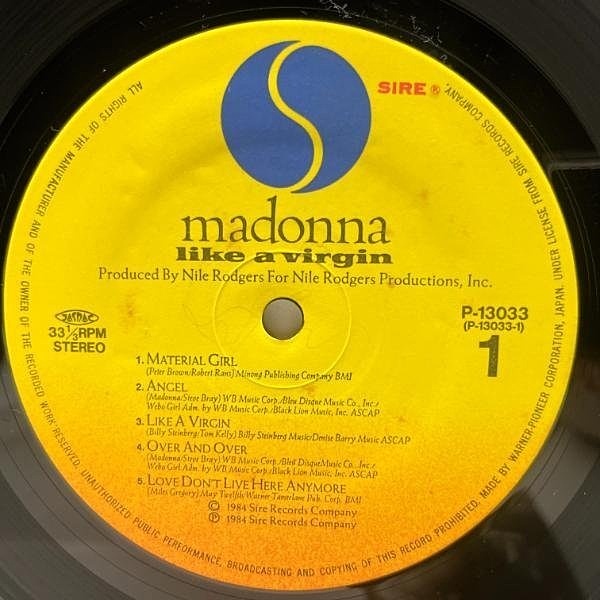 SIRE ®
madonna
like a virgin
Produced By Nile Rodgers For Nile Rodgers Productions, Inc.
JASRAC
33 1/3 RPM
STEREO
P-13033
(P-13033-1)
1
1. MATERIAL GIRL
(Peter Brown/Robert Rans) Minong Publishing Company BMI
2. ANGEL
(Madonna/Steve Bray) WB Music Corp./Bleu Disque Music Co., Inc./
Webo Girl Adm. by WB Music Corp./Black Lion Music, Inc. ASCAP
3. LIKE A VIRGIN
(Billy Steinberg/Tom Kelly) Billy Steinberg Music/Denise Barry Music ASCAP
4. OVER AND OVER
(Madonna/Steve Bray) WB Music Corp./Bleu Disque Music Co., Inc./
Webo Girl Adm. by WB Music Corp./Black Lion Music, Inc. ASCAP
5. LOVE DON'T LIVE HERE ANYMORE
(Miles Gregory) May Twelfth/Warner Tamerlane Pub. Corp. BMI
© 1984 Sire Records Company
℗ 1984 Sire Records Company
ALL RIGHTS OF THE MANUFACTURER AND OF THE OWNER OF THE RECORDED WORK RESERVED. UNAUTHORIZED PUBLIC PERFORMANCE, BROADCASTING AND COPYING OF THIS RECORD PROHIBITED. MADE BY WARNER-PIONEER CORPORATION, JAPAN. UNDER LICENSE FROM SIRE RECORDS COMPANY.